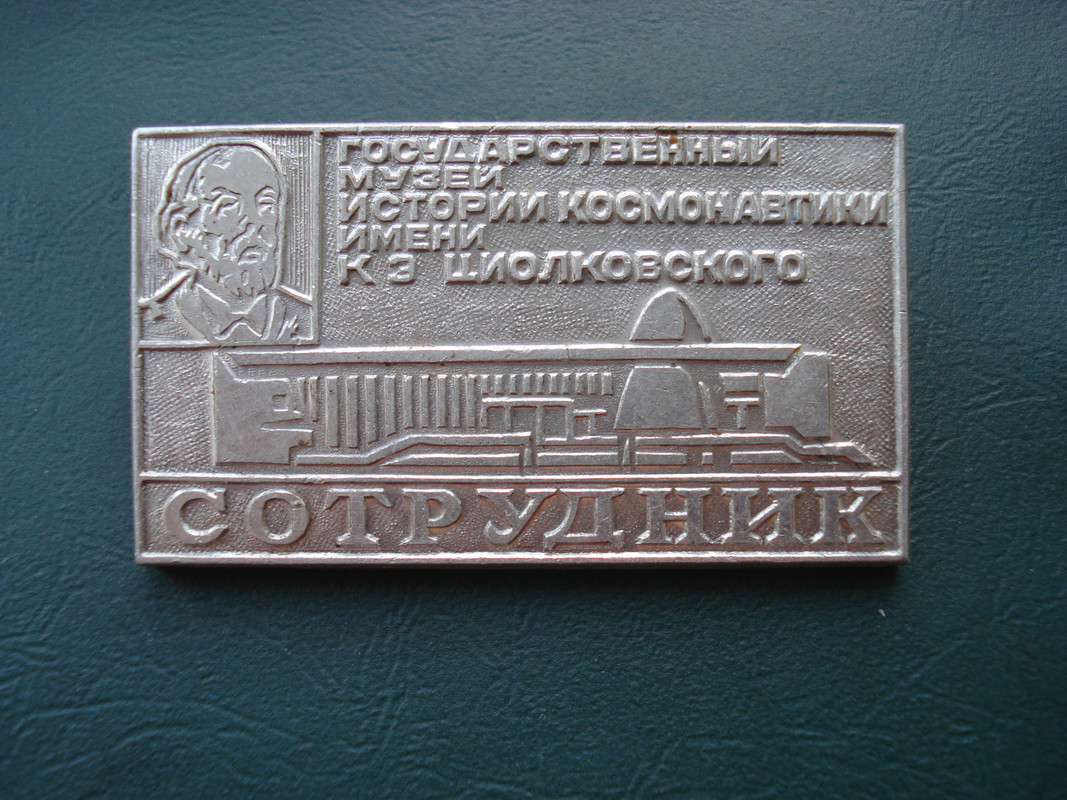 ГОСУДАРСТВЕННЫЙ
МУЗЕЙ
ИСТОРИИ КОСМОНАВТИКИ
ИМЕНИ
К Э ЦИОЛКОВСКОГО
СОТРУДНИК